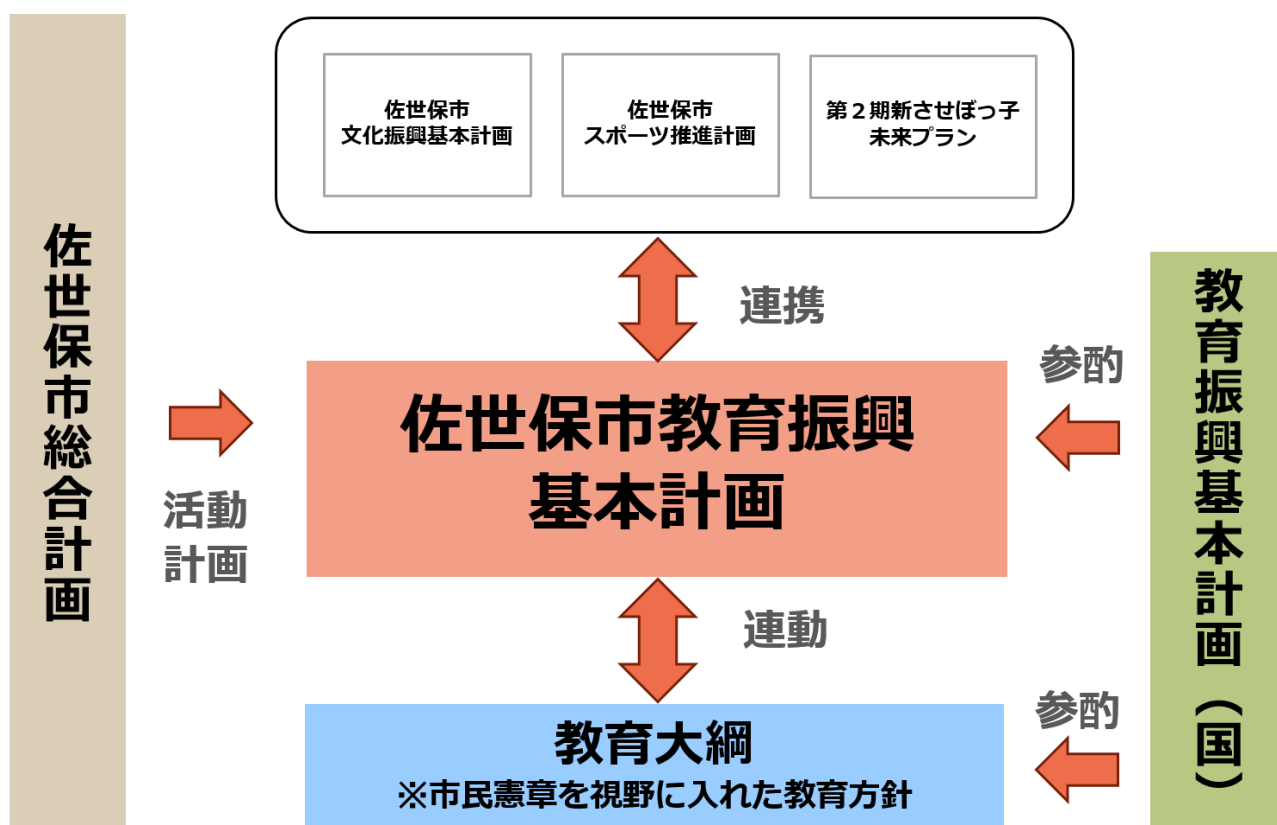 佐世保市総合計画
佐世保市
文化振興基本計画
佐世保市
スポーツ推進計画
第２期新させぼっ子
未来プラン
連携
活動
計画
佐世保市教育振興
基本計画
参酌
連動
教育大綱
※市民憲章を視野に入れた教育方針
参酌
教育振興基本計画（国）